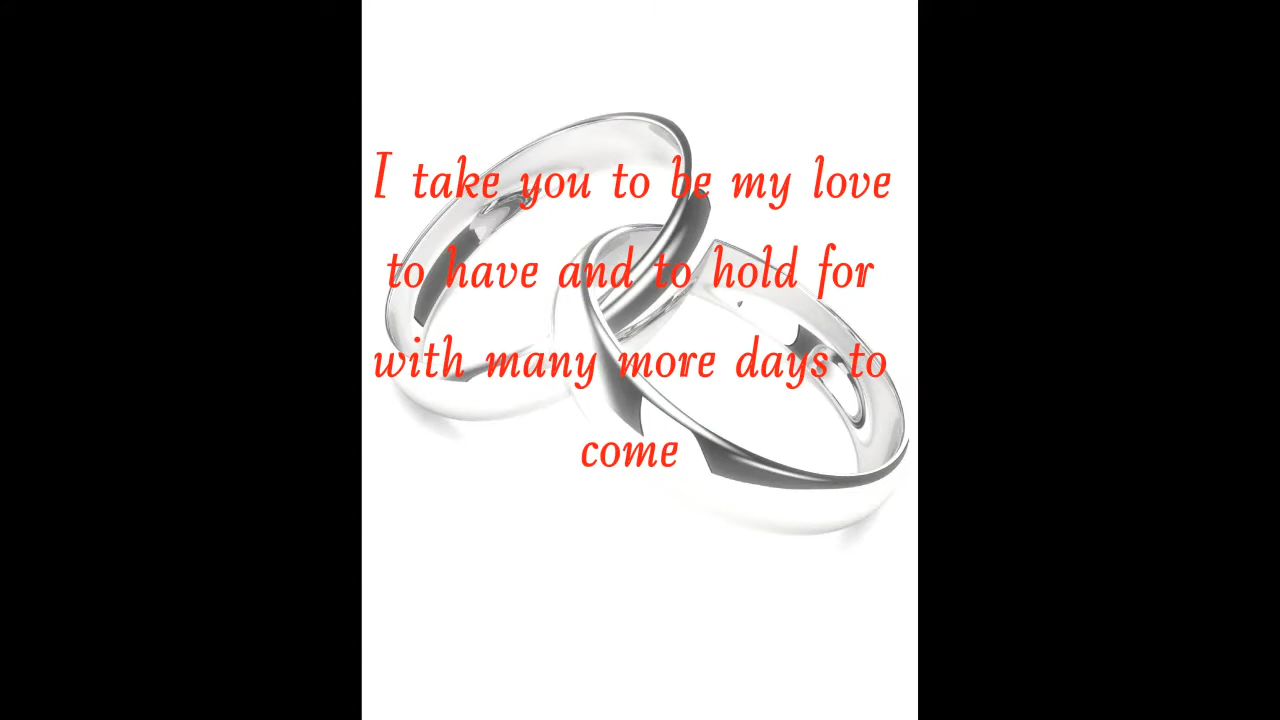 I take you to be my love
to have and to hold for
with many more days to
come